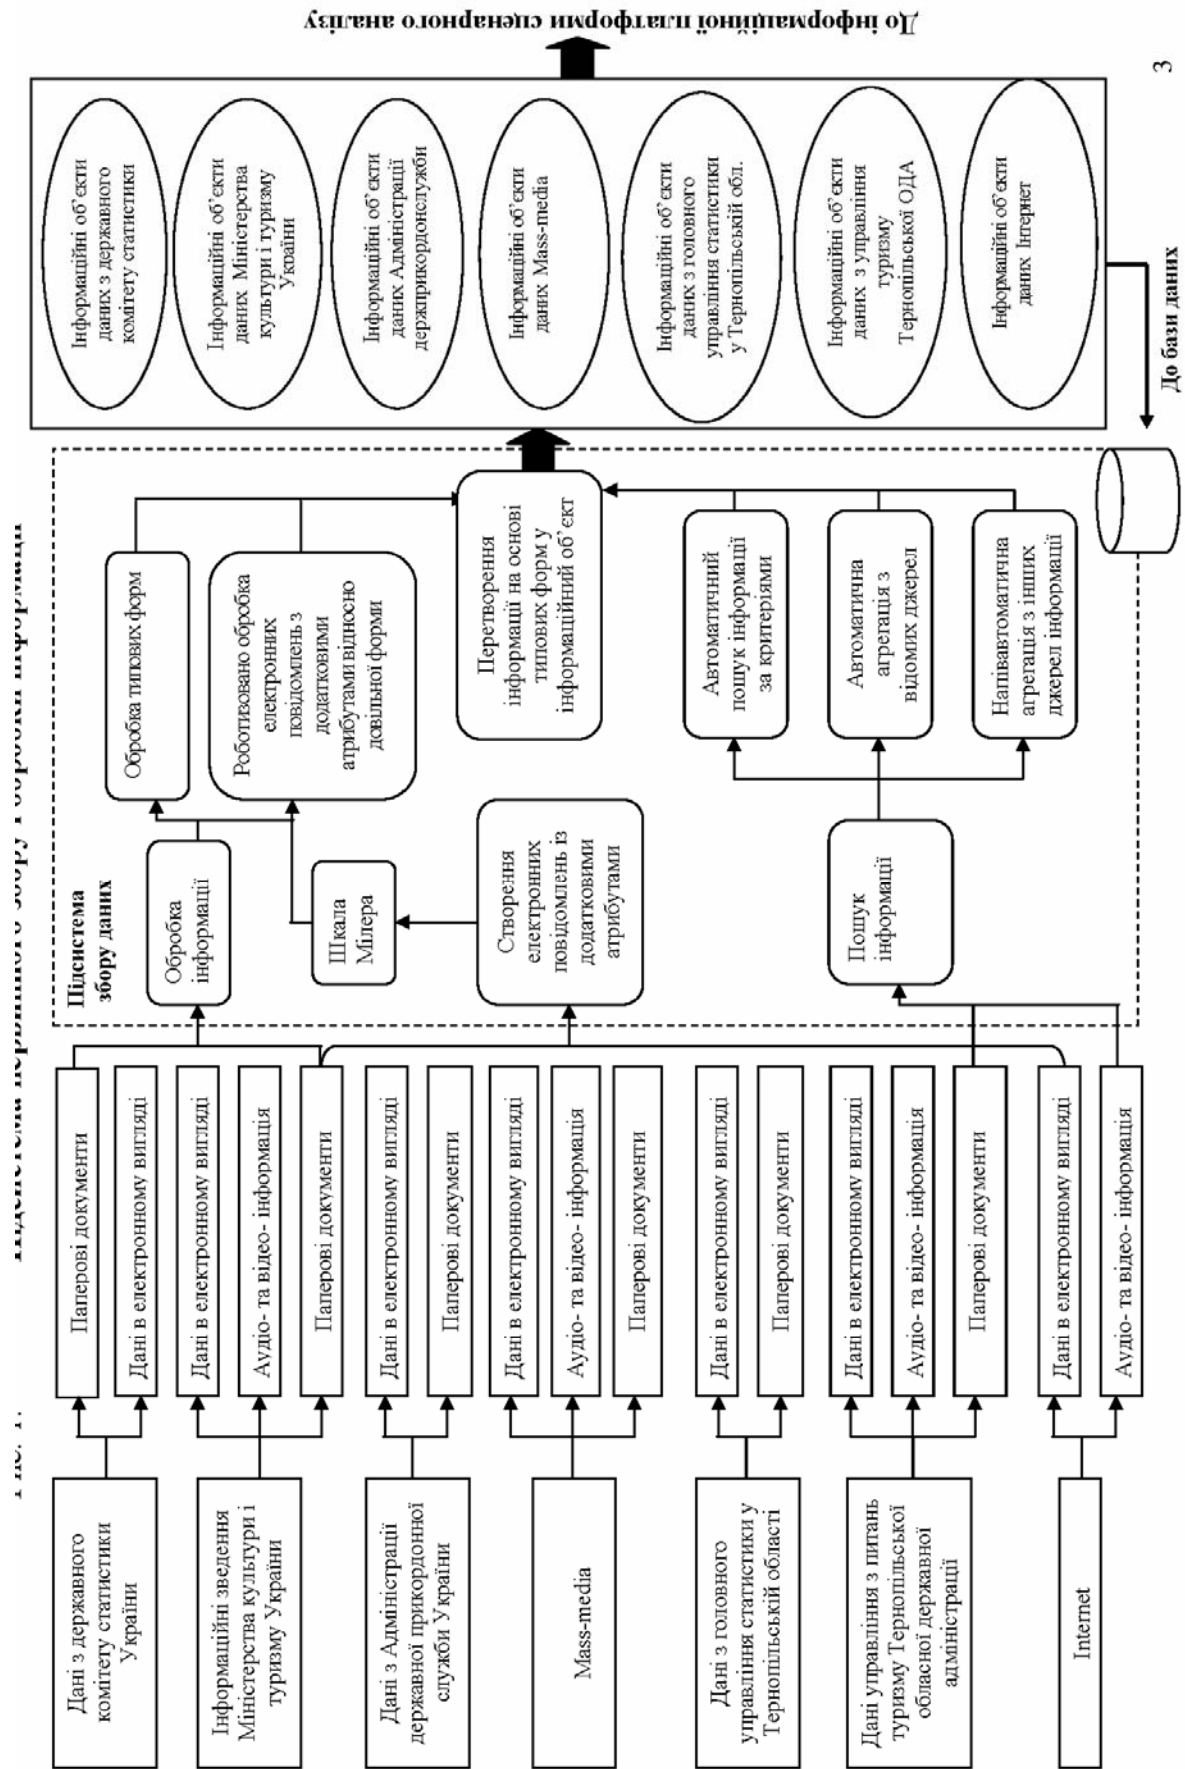 Рис. 1.
Підсистема первинного збору і обробки інформації
Дані з державного
комітету статистики
України
Інформаційні зведення
Міністерства культури і
туризму України
Дані з Адміністрації
державної прикордонної
служби України
Mass-media
Дані з головного
управління статистики у
Тернопільській області
Дані управління з питань
туризму Тернопільської
обласної державної
адміністрації
Internet
Паперові документи
Дані в електронному вигляді
Дані в електронному вигляді
Аудіо- та відео- інформація
Паперові документи
Дані в електронному вигляді
Паперові документи
Дані в електронному вигляді
Аудіо- та відео- інформація
Паперові документи
Дані в електронному вигляді
Паперові документи
Дані в електронному вигляді
Аудіо- та відео- інформація
Паперові документи
Дані в електронному вигляді
Аудіо- та відео- інформація
Підсистема
збору даних
Обробка
інформації
Шкала
Мілера
Створення
електронних
повідомлень із
додатковими
атрибутами
Пошук
інформації
Обробка типових форм
Роботизовано обробка
електронних
повідомлень з
додатковими
атрибутами відносно
довільної форми
Перетворення
інформації на основі
типових форм у
інформаційний об’єкт
Автоматичний
пошук інформації
за критеріями
Автоматична
агрегація з
відомих джерел
Напівавтоматична
агрегація з інших
джерел інформації
Інформаційні об’єкти
даних з державного
комітету статистики
Інформаційні об’єкти
даних Міністерства
культури і туризму
України
Інформаційні об’єкти
даних Адміністрації
держприкордонслужби
Інформаційні об’єкти
даних Mass-media
Інформаційні об’єкти
даних з головного
управління статистики
у Тернопільській обл.
Інформаційні об’єкти
даних з управління
туризму
Тернопільської ОДА
Інформаційні об’єкти
даних Інтернет
До бази даних
До інформаційної платформи сценарного аналізу
3